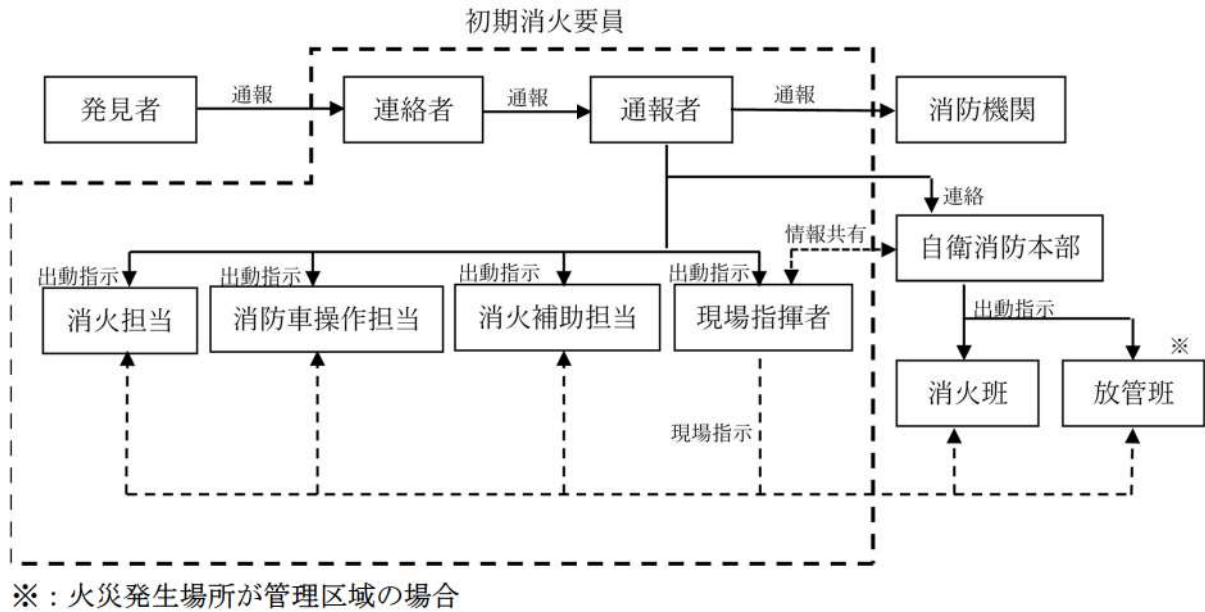 初期消火要員
発見者
通報
連絡者
通報
通報者
通報
消防機関
連絡
情報共有
自衛消防本部
出動指示
出動指示
出動指示
出動指示
消火担当
消防車操作担当
消火補助担当
現場指揮者
出動指示
※
消火班
放管班
現場指示
※：火災発生場所が管理区域の場合